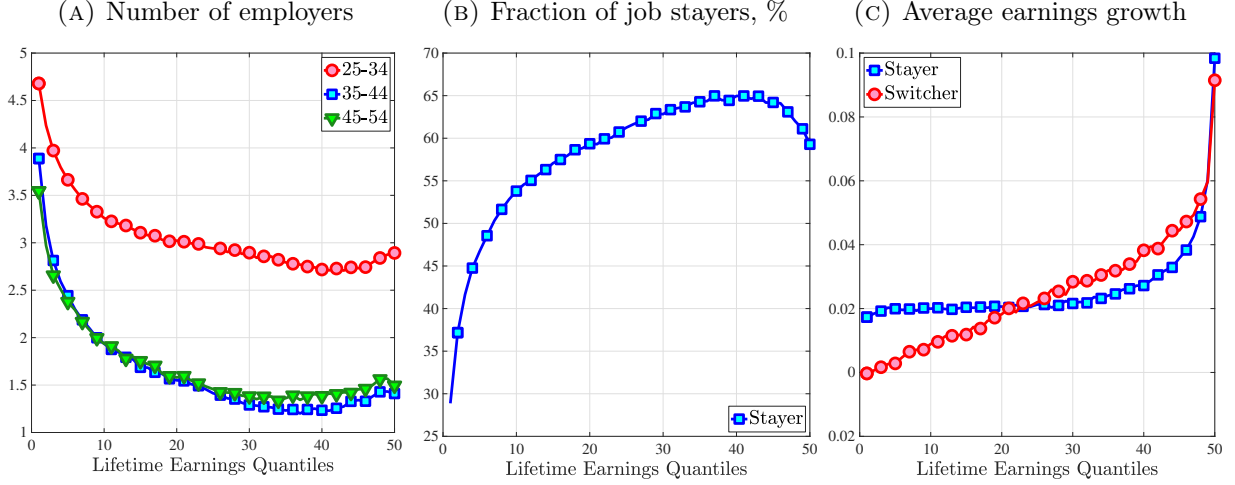 (A) Number of employers
5
4.5
4
3.5
3
2.5
2
1.5
1
0 10 20 30 40 50
25-34
35-44
45-54
Lifetime Earnings Quantiles
(B) Fraction of job stayers, %
70
65
60
55
50
45
40
35
30
25
0 10 20 30 40 50
Stayer
Lifetime Earnings Quantiles
(C) Average earnings growth
0.1
0.08
0.06
0.04
0.02
0
0.02
0 10 20 30 40 50
Stayer
Switcher
Lifetime Earnings Quantiles